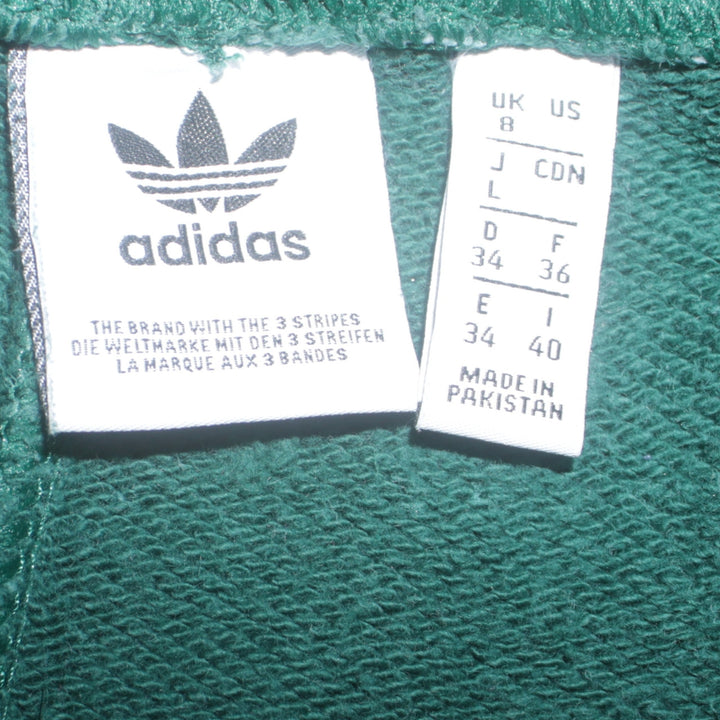 adidas
THE BRAND WITH THE 3 STRIPES
DIE WELTMARKE MIT DEN 3 STREIFEN
LA MARQUE AUX 3 BANDES
UK US
8
J CDN
L
D F
34 36
E I
34 40
MADE IN
PAKISTAN